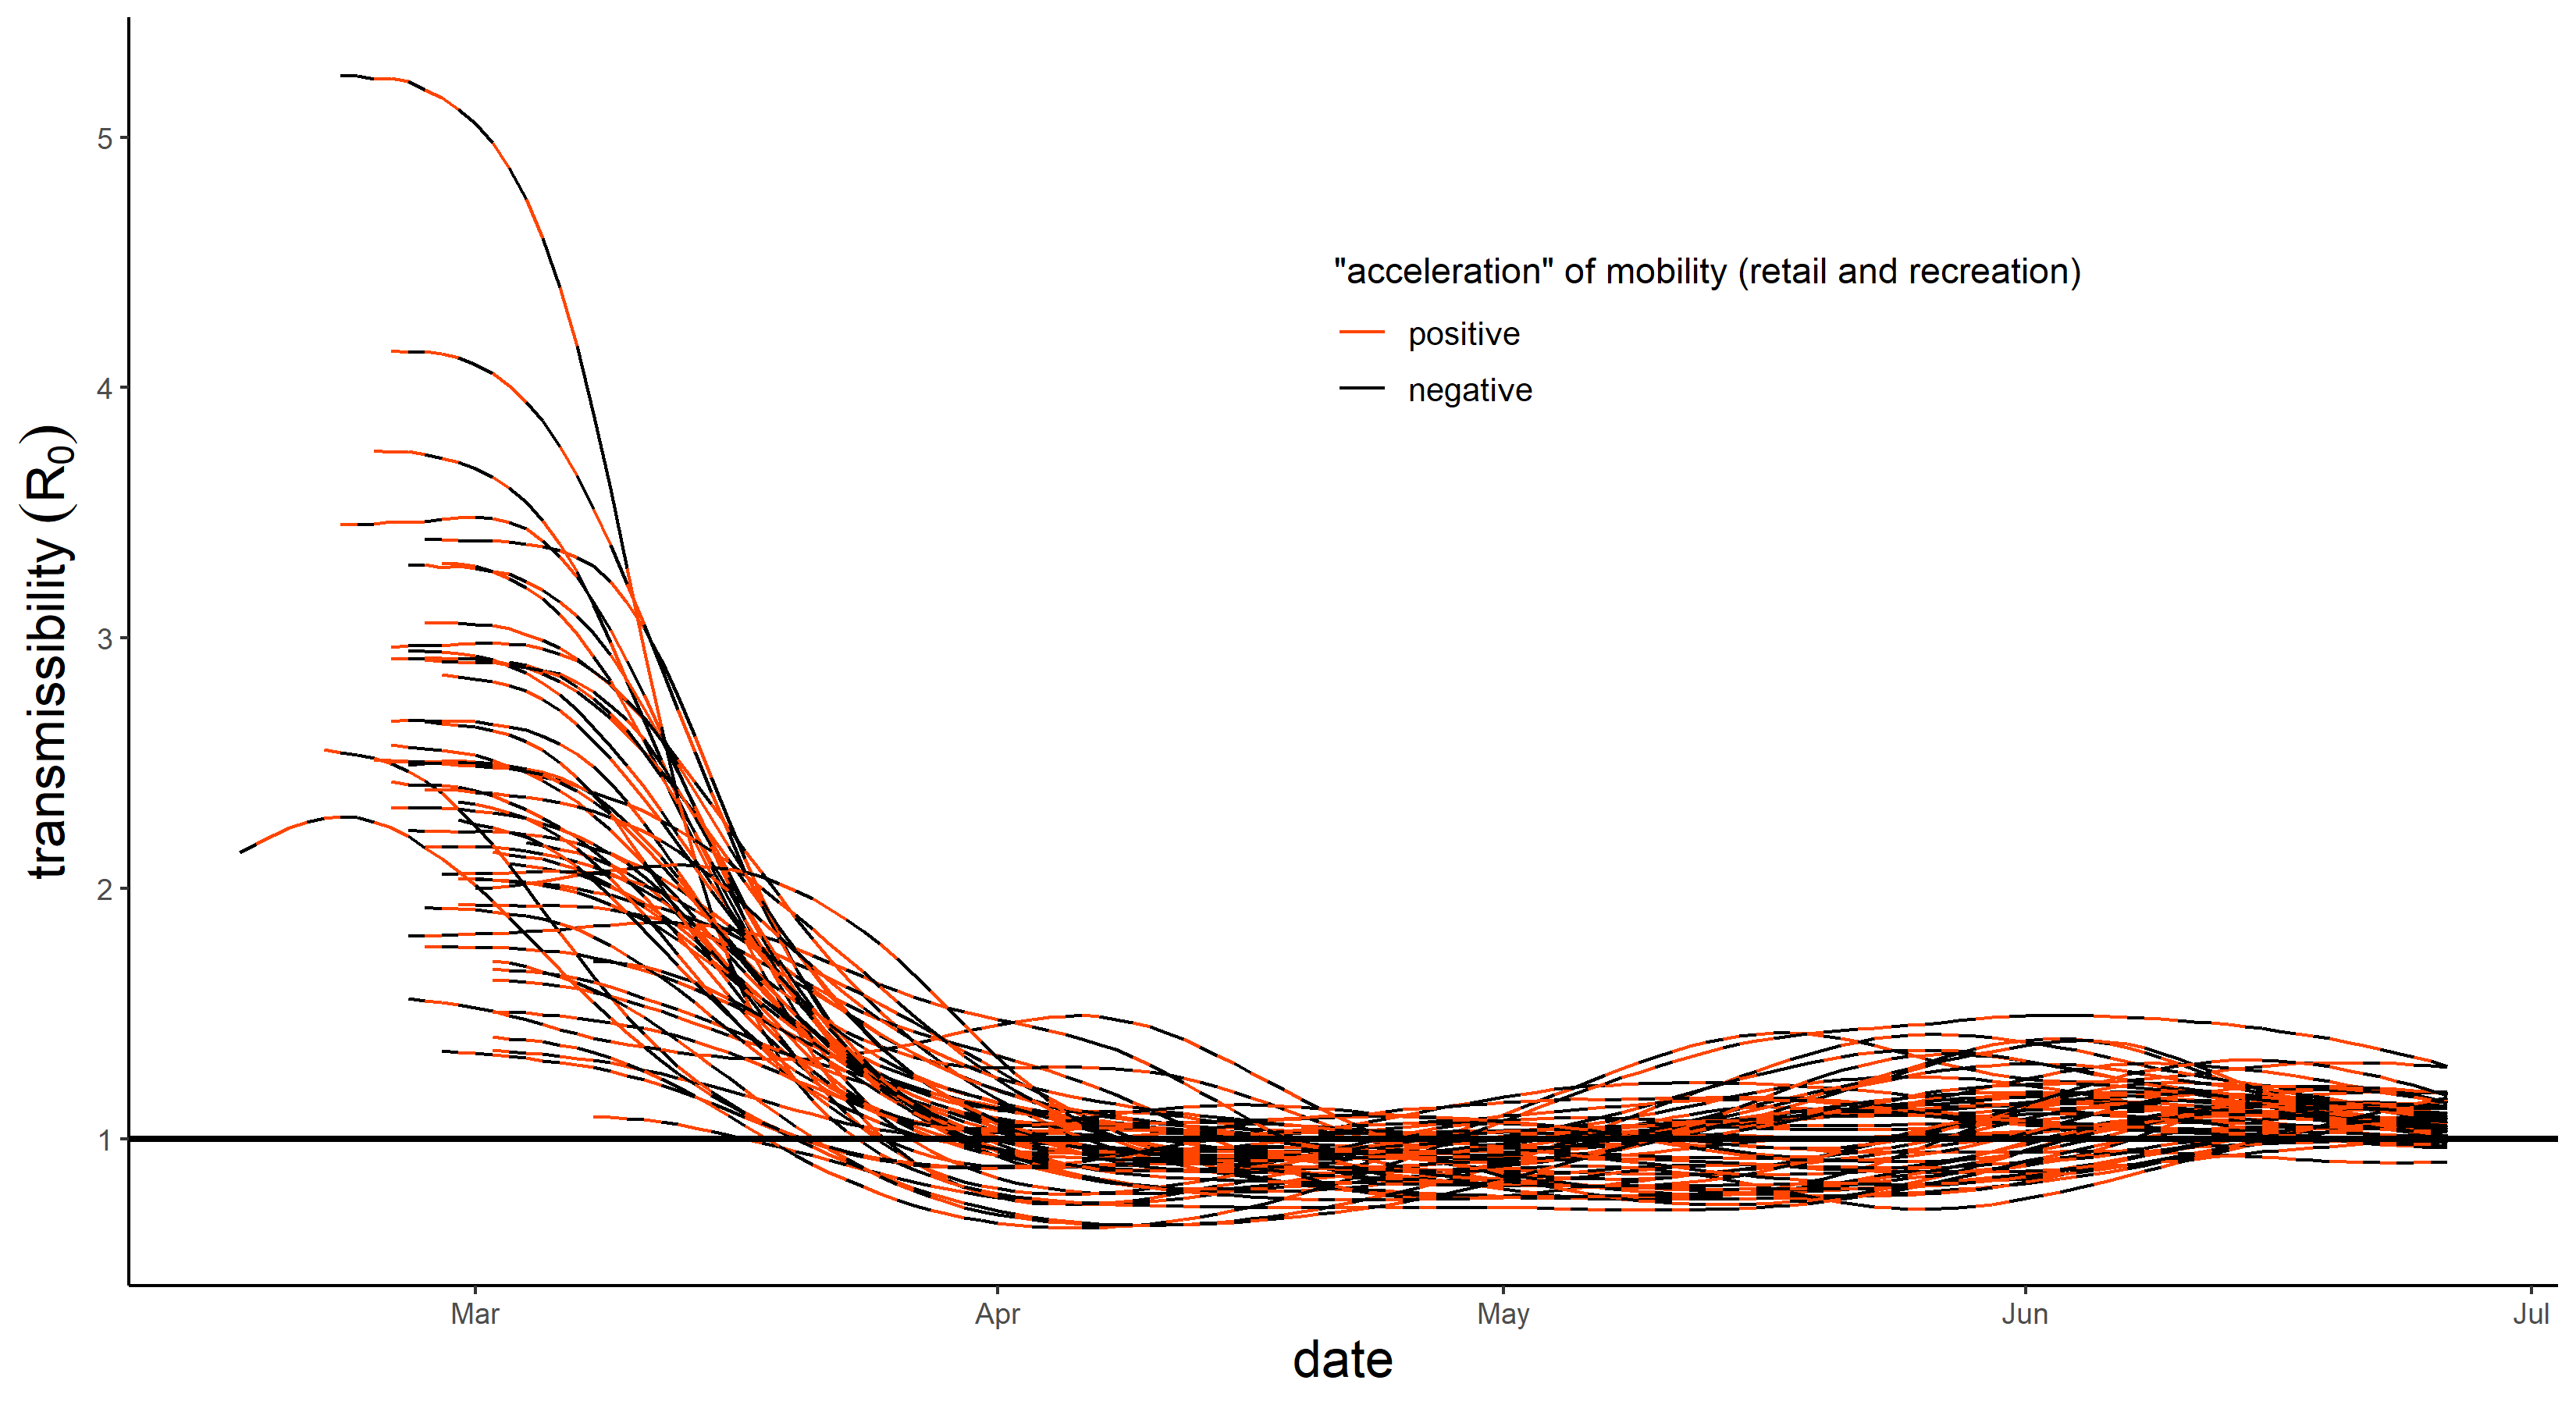 transmissibility (R0)
5
4
3
2
1
"acceleration" of mobility (retail and recreation)
positive
negative
Mar Apr May Jun Jul
date